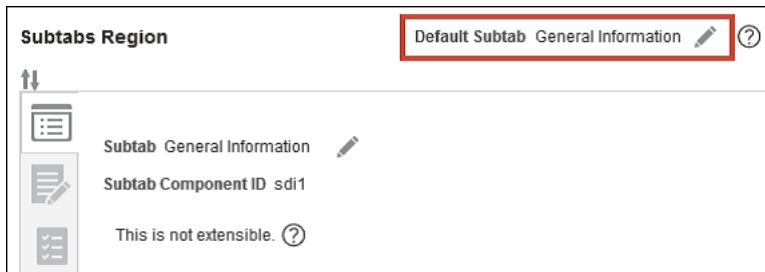 Subtabs Region
Default Subtab General Information
Subtab General Information
Subtab Component ID sdi1
This is not extensible.